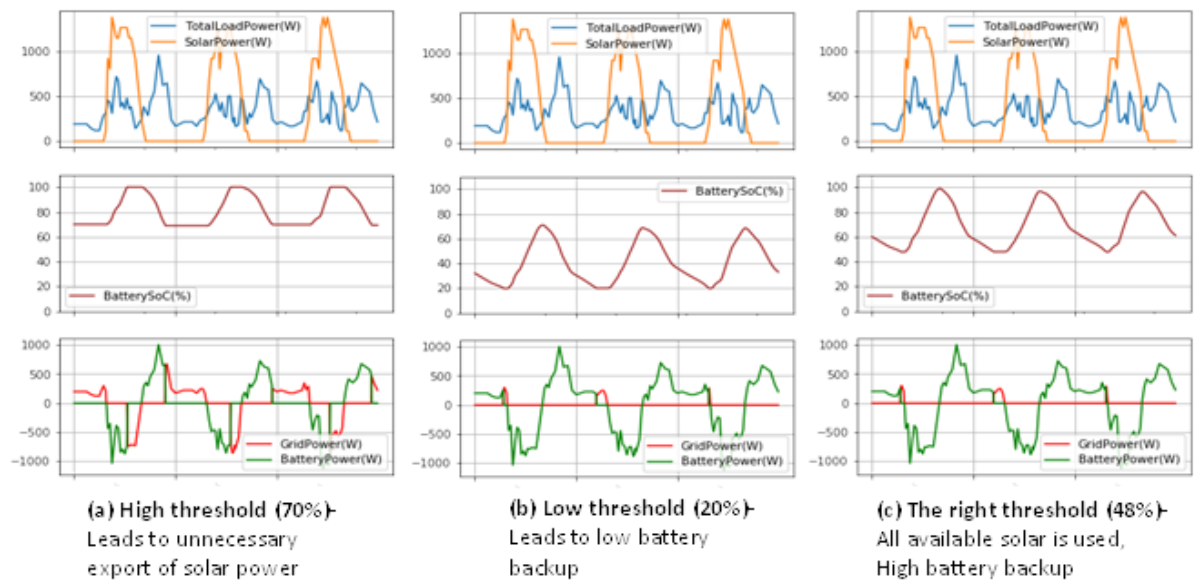 TotalLoadPower(W)
SolarPower(W)
1000
500
0
100
80
60
40
20
0
BatterySoC(%)
1000
500
0
−500
−1000
GridPower(W)
BatteryPower(W)
(a) High threshold (70%)-
Leads to unnecessary
export of solar power
TotalLoadPower(W)
SolarPower(W)
1000
500
0
BatterySoC(%)
100
80
60
40
20
0
1000
500
0
−500
−1000
GridPower(W)
BatteryPower(W)
(b) Low threshold (20%)-
Leads to low battery
backup
TotalLoadPower(W)
SolarPower(W)
1000
500
0
100
80
60
40
20
0
BatterySoC(%)
1000
500
0
−500
−1000
GridPower(W)
BatteryPower(W)
(c) The right threshold (48%)-
All available solar is used,
High battery backup